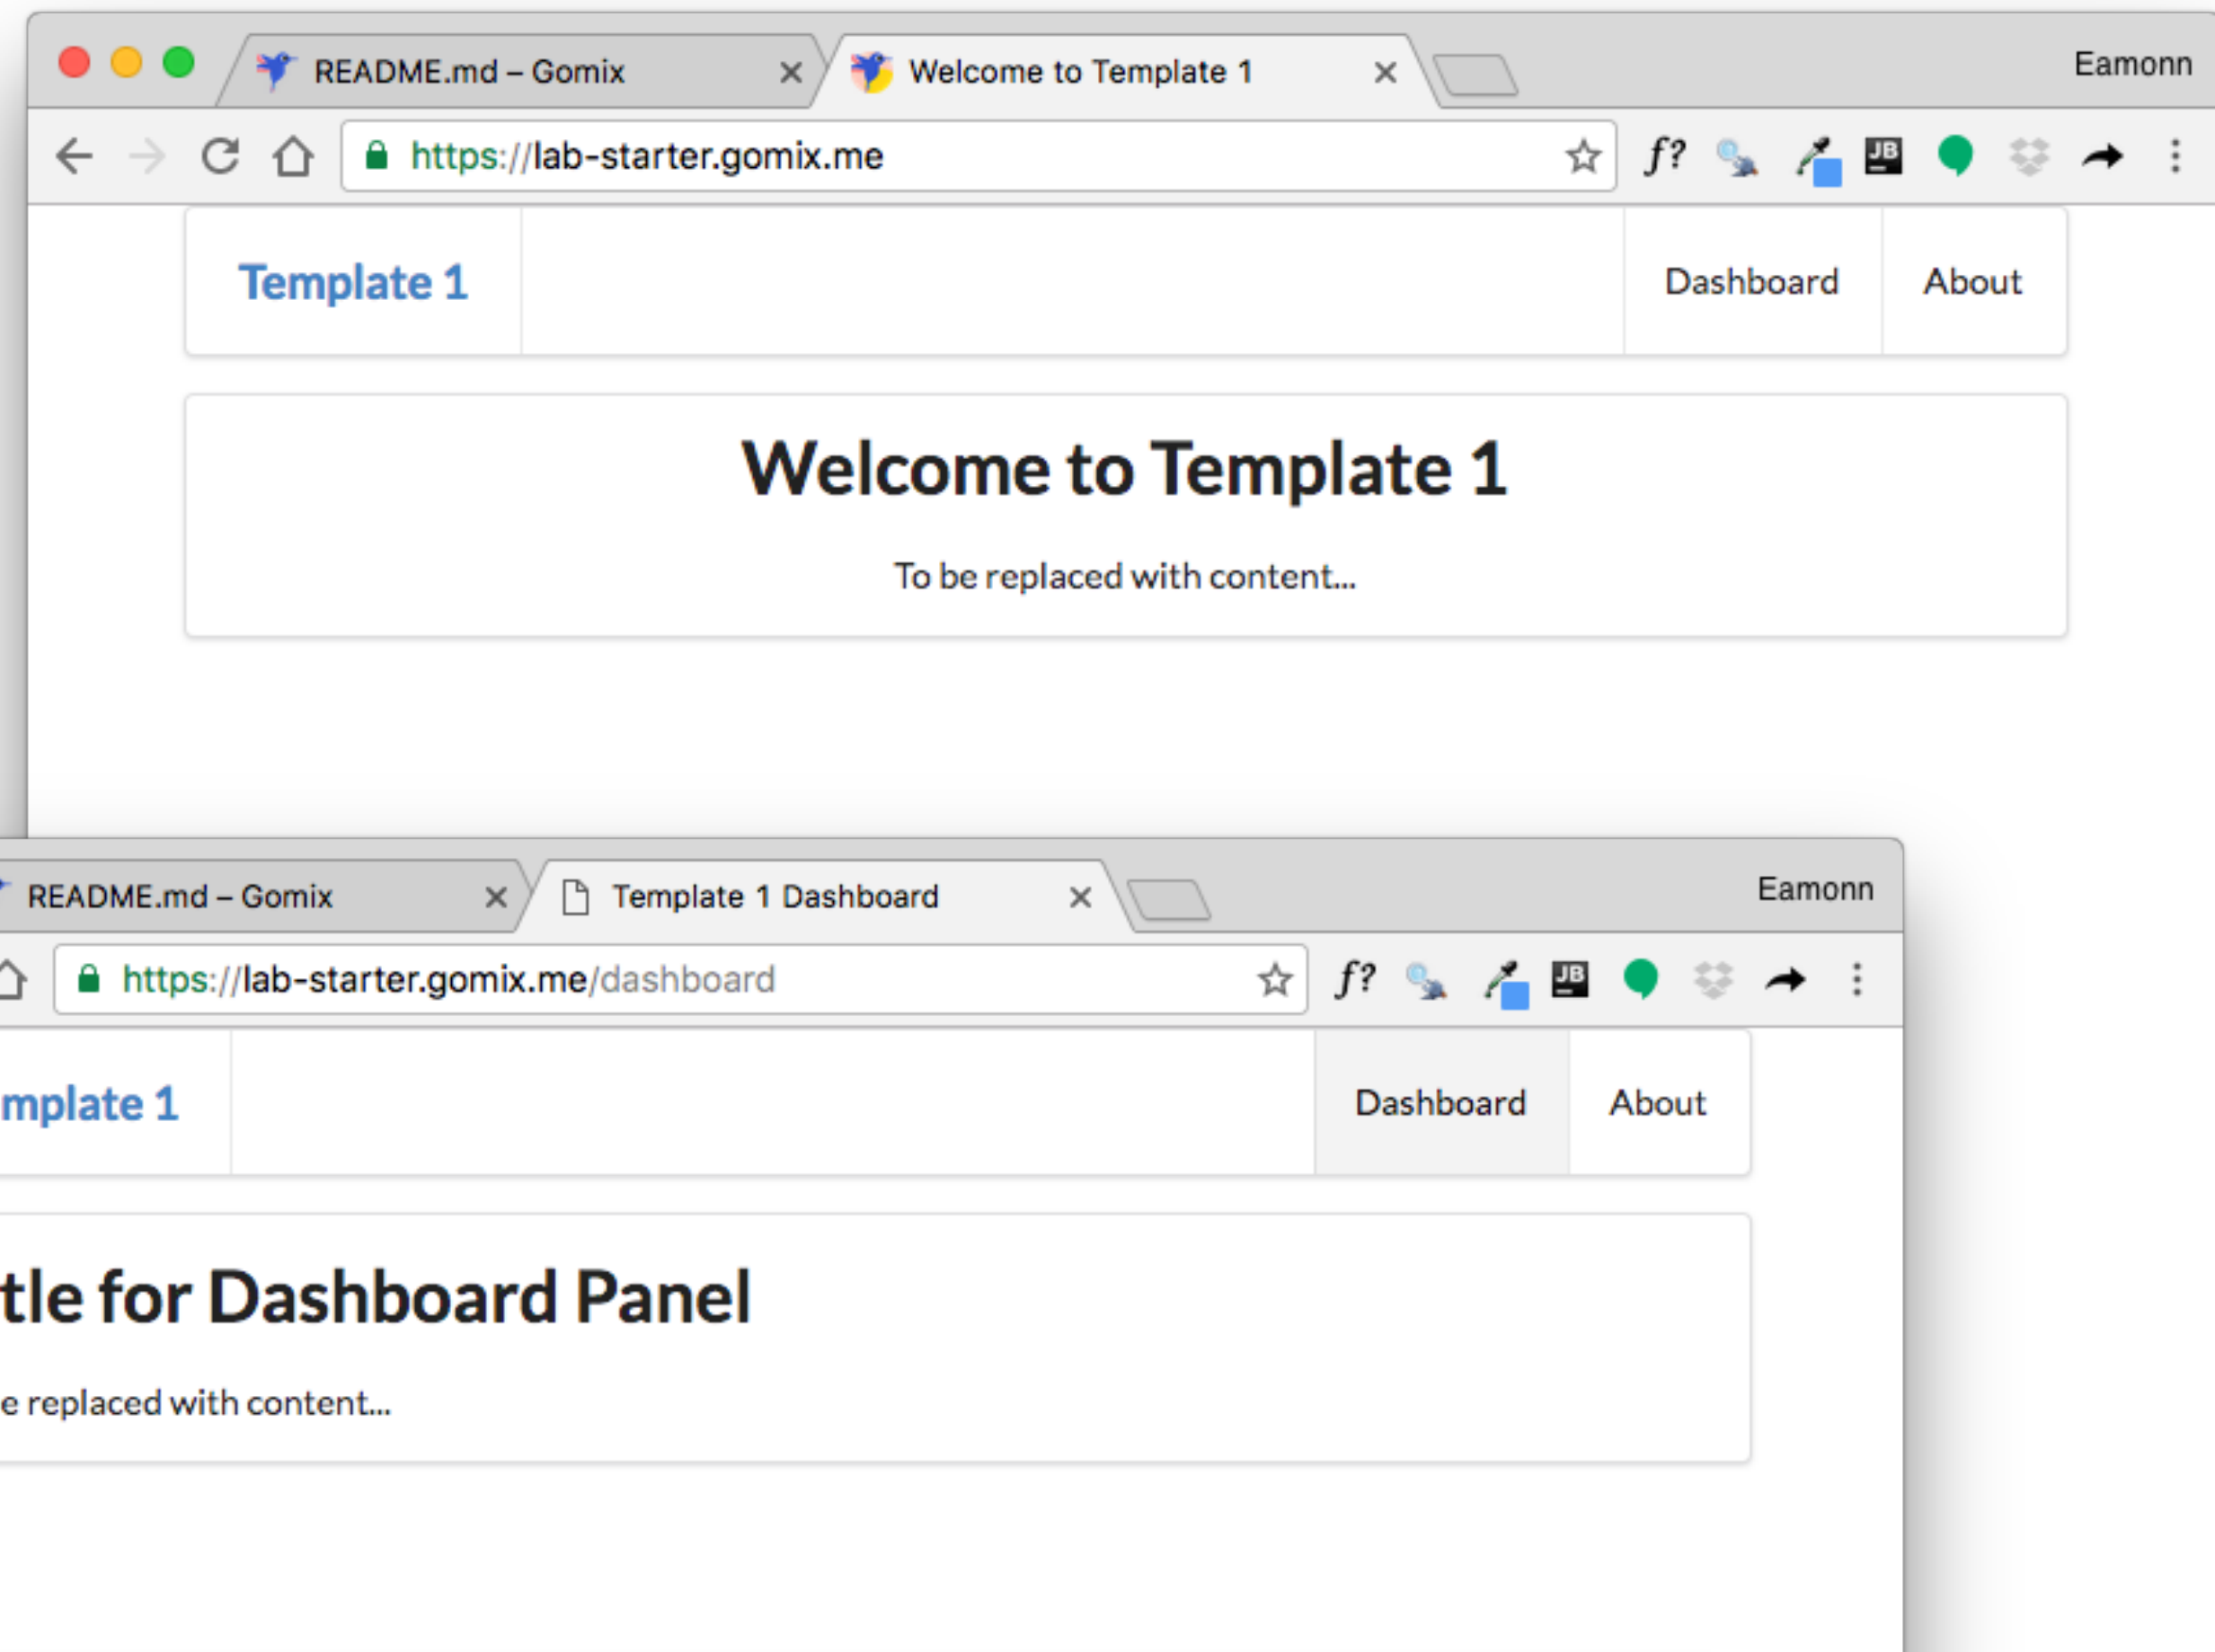 README.md – Gomix
Welcome to Template 1
Eamonn
https://lab-starter.gomix.me
f?
JB
Template 1
Dashboard
About
Welcome to Template 1
To be replaced with content...
README.md – Gomix
Template 1 Dashboard
Eamonn
https://lab-starter.gomix.me/dashboard
f?
JB
mplate 1
Dashboard
About
tle for Dashboard Panel
e replaced with content...